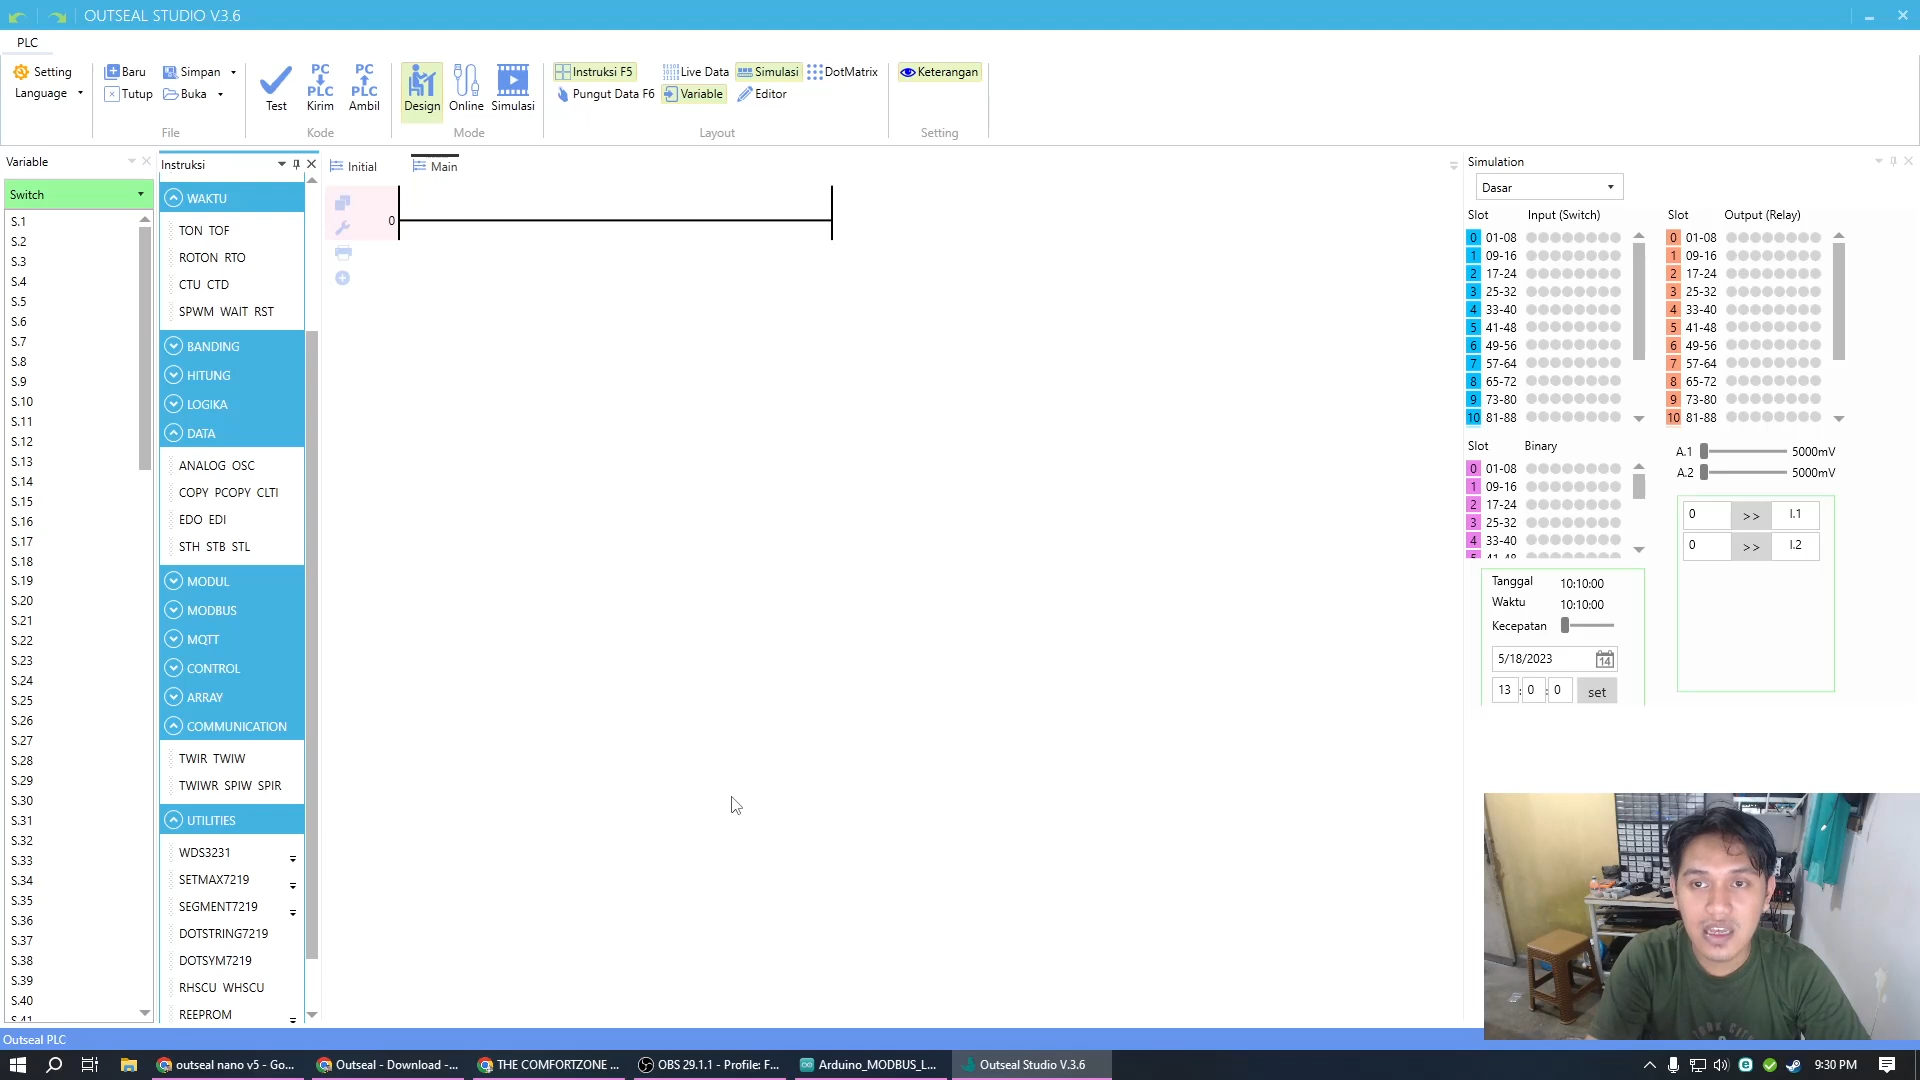 OUTSEAL STUDIO V.3.6
PLC
Setting
Language
Baru
Tutup
Simpan
Buka
File
Test
PC
PLC
Kirim
PC
PLC
Ambil
Kode
Design
Online
Simulasi
Mode
Instruksi F5
Pungut Data F6
Live Data
Variable
Simulasi
Editor
DotMatrix
Layout
Keterangan
Setting
Variable
Switch
S.1
S.2
S.3
S.4
S.5
S.6
S.7
S.8
S.9
S.10
S.11
S.12
S.13
S.14
S.15
S.16
S.17
S.18
S.19
S.20
S.21
S.22
S.23
S.24
S.25
S.26
S.27
S.28
S.29
S.30
S.31
S.32
S.33
S.34
S.35
S.36
S.37
S.38
S.39
S.40
S.41
Instruksi
WAKTU
TON TOF
ROTON RTO
CTU CTD
SPWM WAIT RST
BANDING
HITUNG
LOGIKA
DATA
ANALOG OSC
COPY PCOPY CLTI
EDO EDI
STH STB STL
MODUL
MODBUS
MQTT
CONTROL
ARRAY
COMMUNICATION
TWIR TWIW
TWIWR SPIW SPIR
UTILITIES
WDS3231
SETMAX7219
SEGMENT7219
DOTSTRING7219
DOTSYM7219
RHSCU WHSCU
REEPROM
Initial
Main
0
Simulation
Dasar
Slot Input (Switch)
0 01-08
1 09-16
2 17-24
3 25-32
4 33-40
5 41-48
6 49-56
7 57-64
8 65-72
9 73-80
10 81-88
Slot Output (Relay)
0 01-08
1 09-16
2 17-24
3 25-32
4 33-40
5 41-48
6 49-56
7 57-64
8 65-72
9 73-80
10 81-88
Slot Binary
0 01-08
1 09-16
2 17-24
3 25-32
4 33-40
5 41-48
A.1 5000mV
A.2 5000mV
0 >> I.1
0 >> I.2
Tanggal 10:10:00
Waktu 10:10:00
Kecepatan
5/18/2023 14
13 : 0 : 0 set
Outseal PLC
outseal nano v5 - Go...
Outseal - Download -...
THE COMFORTZONE ...
OBS 29.1.1 - Profile: F...
Arduino_MODBUS_L...
Outseal Studio V.3.6
9:30 PM